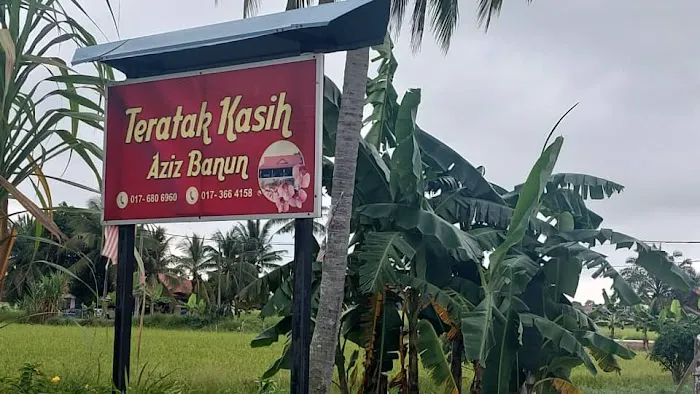 Teratak Kasih
Aziz Banun
017- 680 6960 017- 366 4158